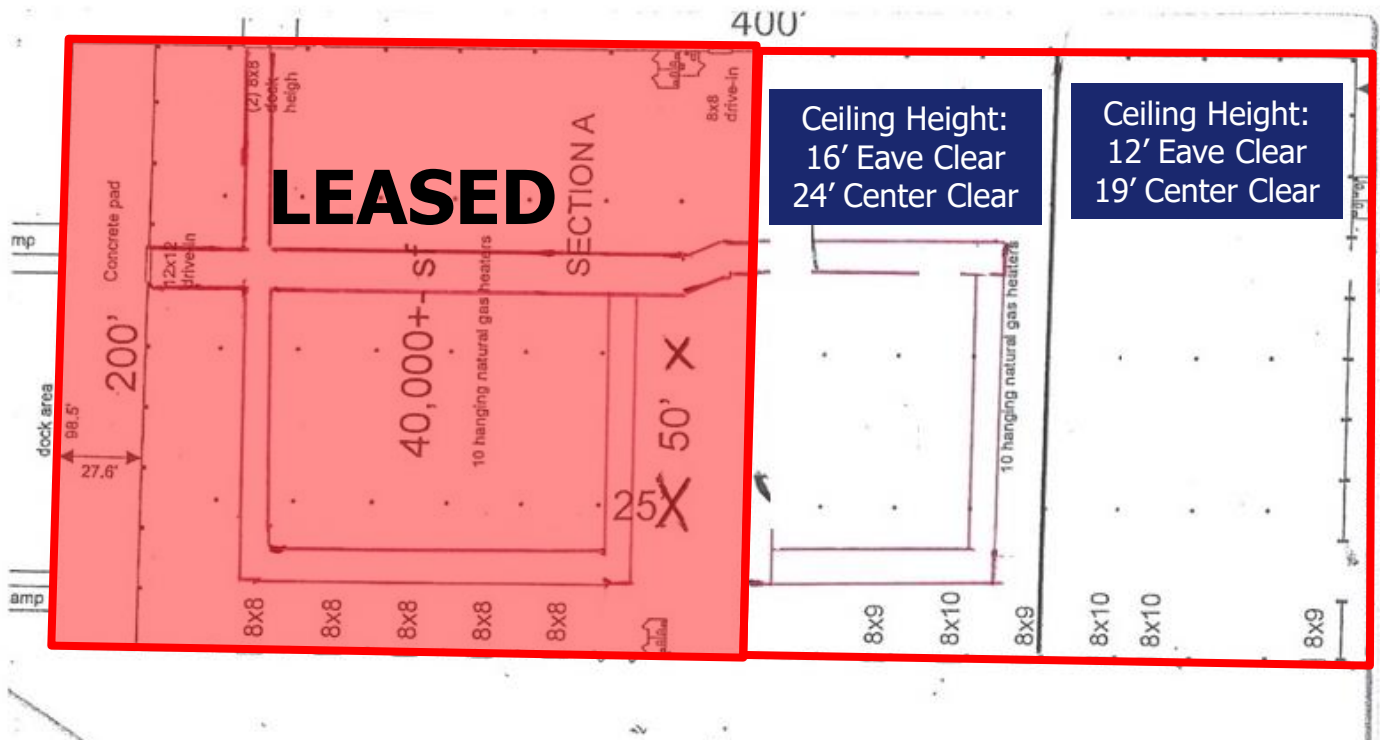 400'
(2) 8x8
dock
heigh
8x8
drive-in
Ceiling Height:
16’ Eave Clear
24’ Center Clear
Ceiling Height:
12’ Eave Clear
19’ Center Clear
LEASED
SECTION A
Concrete pad
mp
12x12
drive-in
40,000+- sf
10 hanging natural gas heaters
10 hanging natural gas heaters
200'
50' X
25' X
dock area
98.5'
27.6'
amp
8x8
8x8
8x8
8x8
8x8
8x9
8x10
8x9
8x10
8x10
8x9